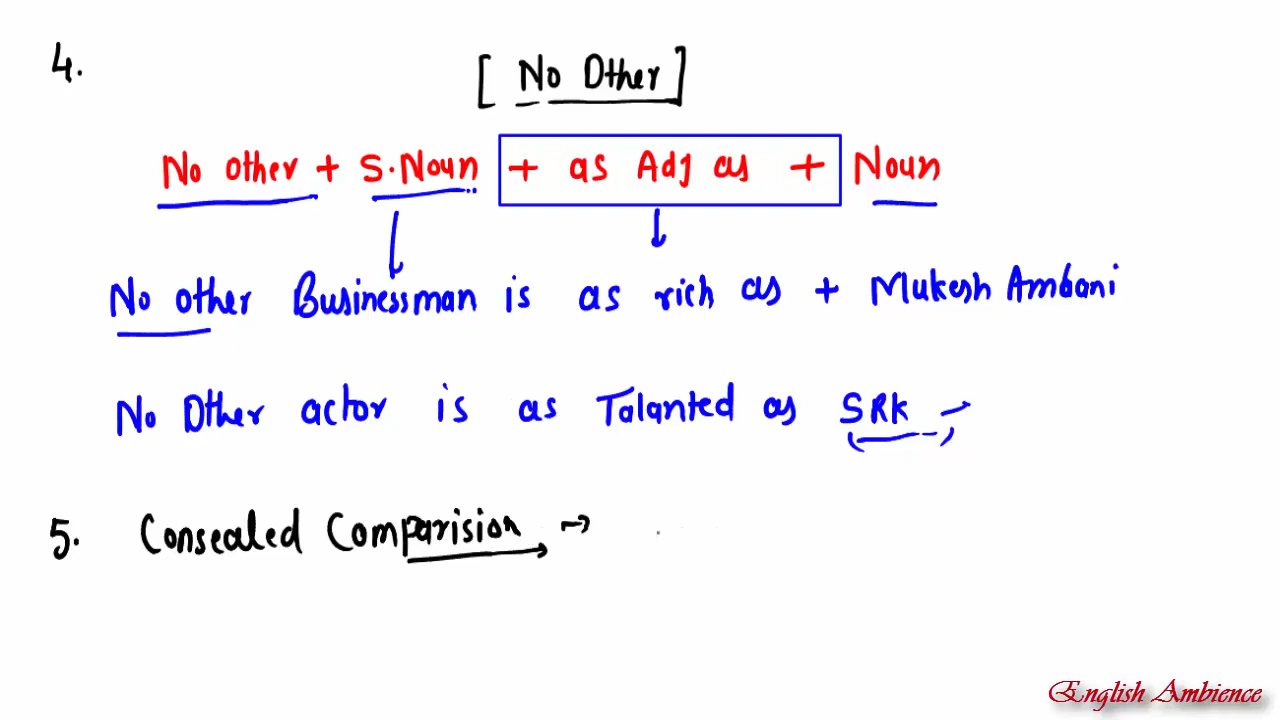 4.
[ No Other ]
No other + S.Noun + as Adj as + Noun
No other Businessman is as rich as + Mukesh Ambani
No Other actor is as Talanted as SRK
5. Consealed Comparision →
English Ambience